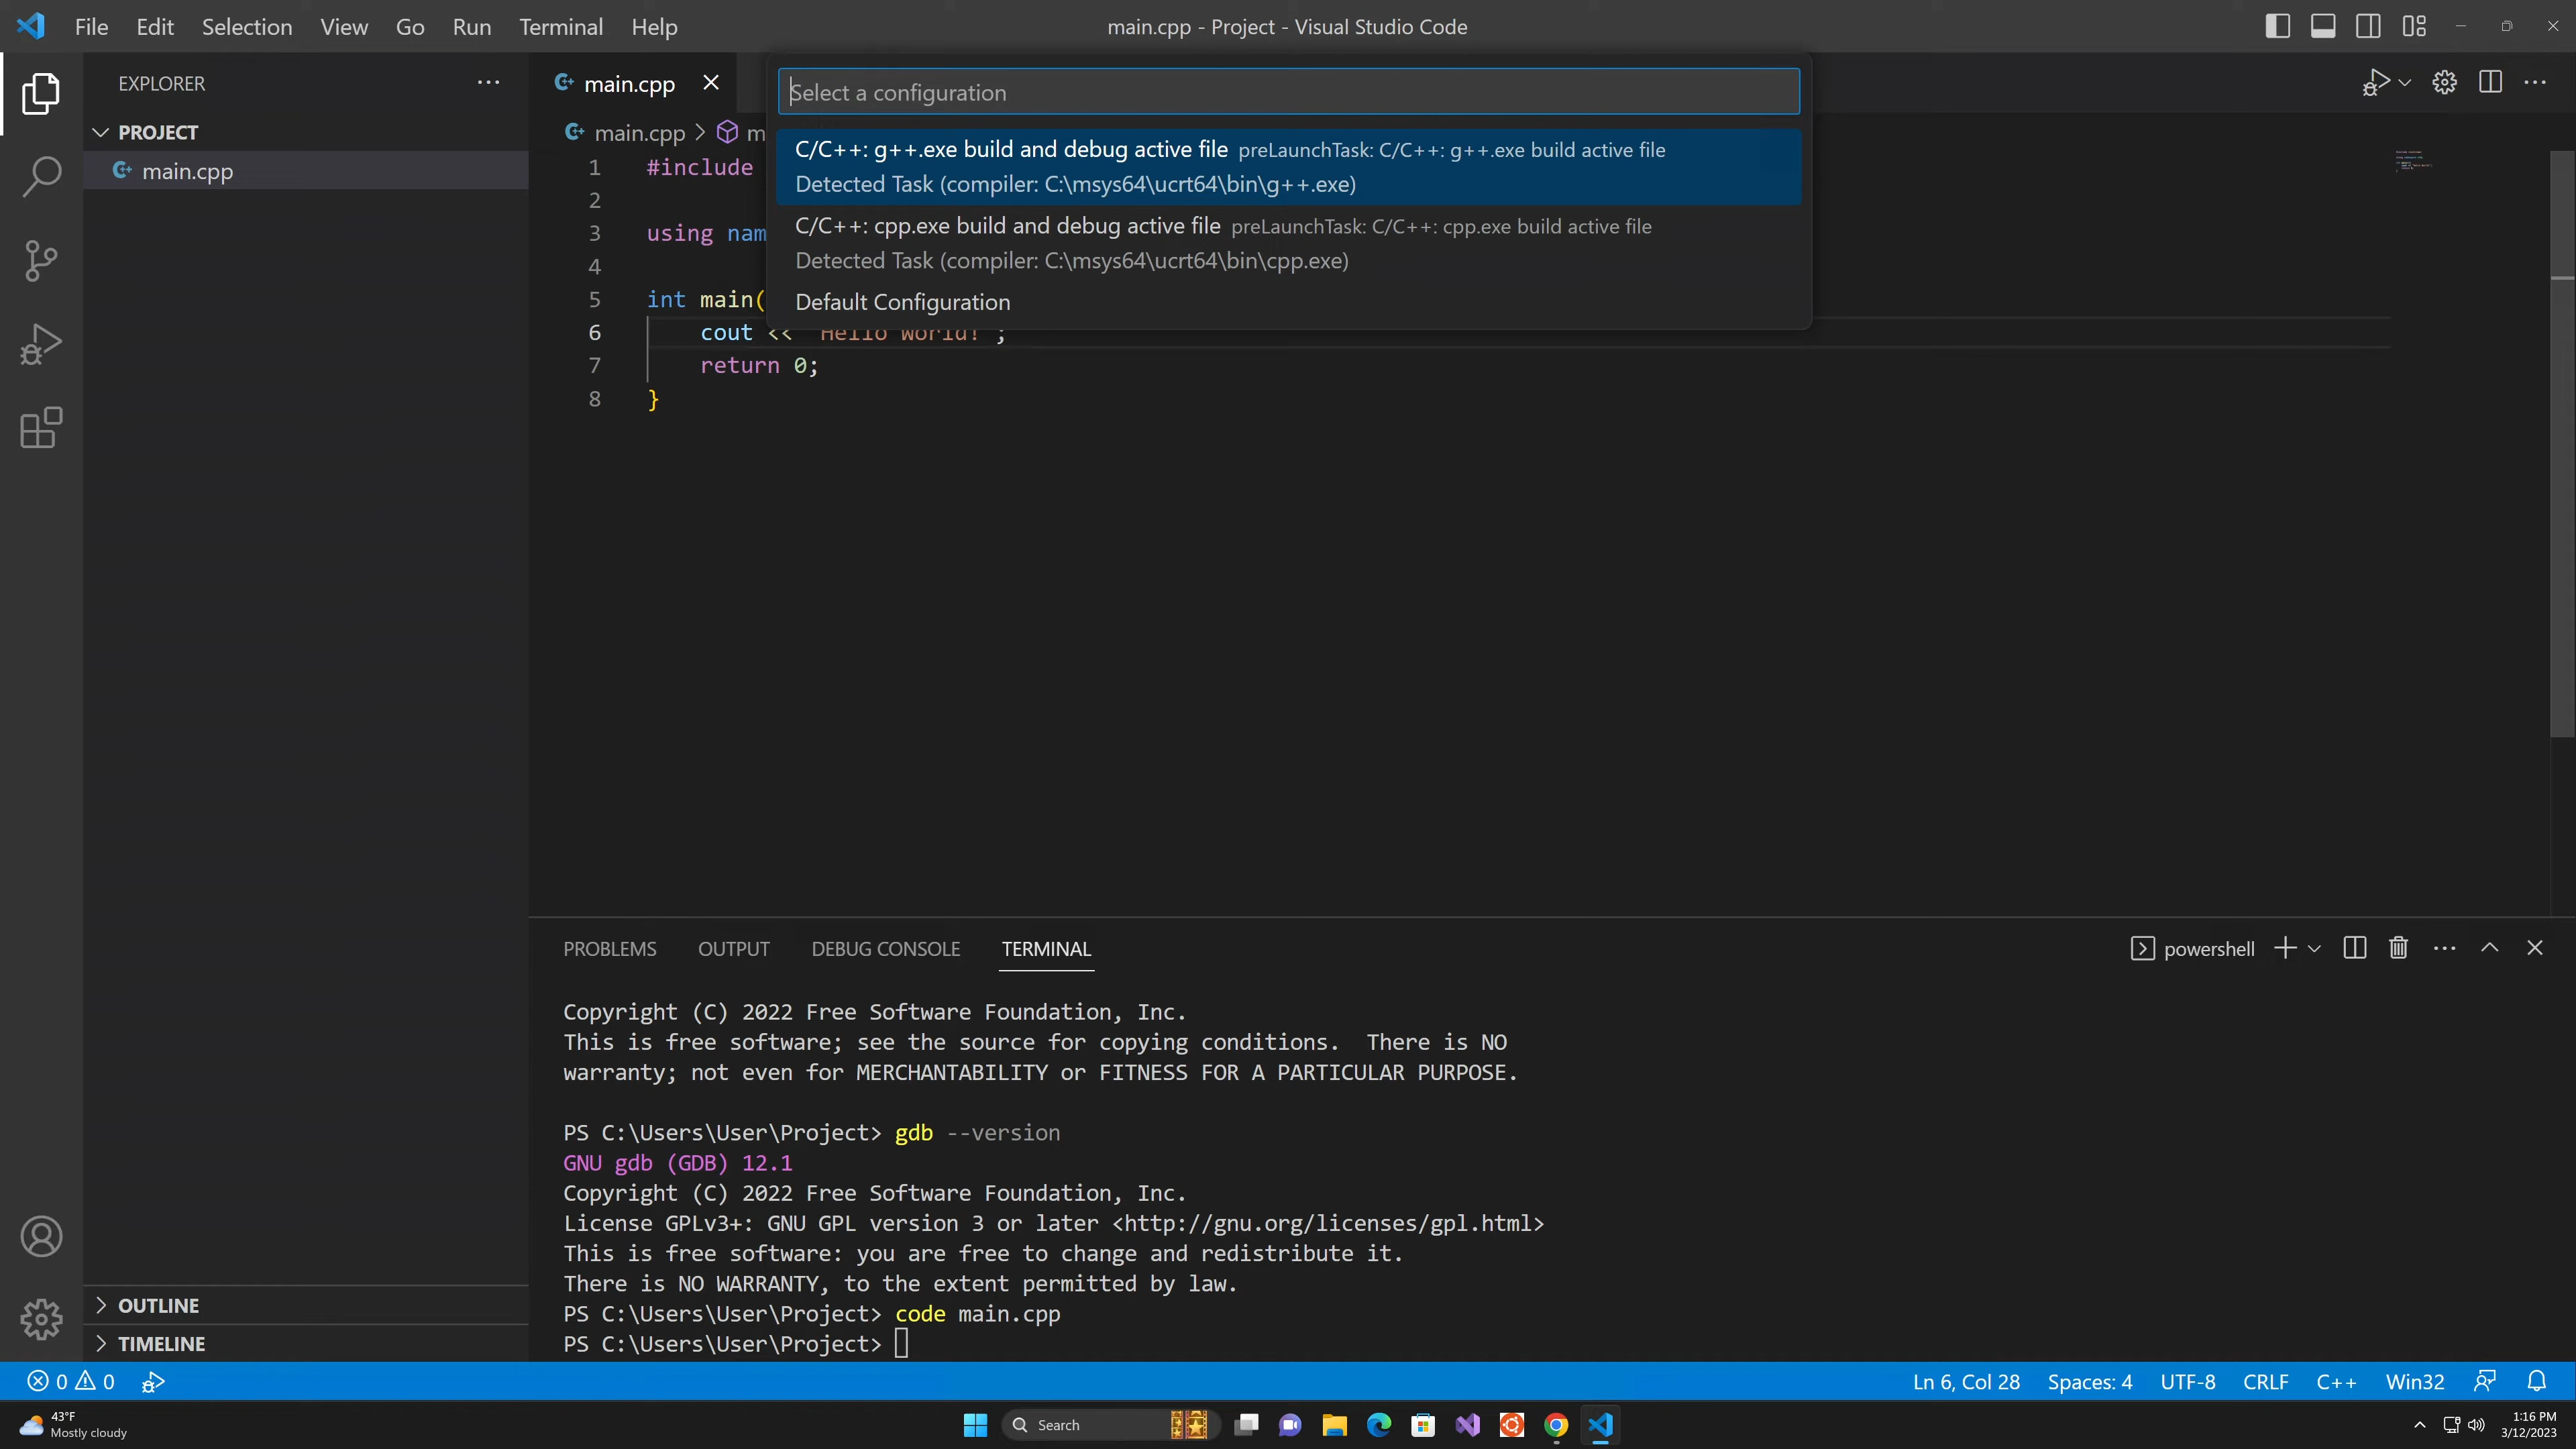 File Edit Selection View Go Run Terminal Help
main.cpp - Project - Visual Studio Code
EXPLORER
PROJECT
main.cpp
main.cpp
main.cpp
Select a configuration
C/C++: g++.exe build and debug active file preLaunchTask: C/C++: g++.exe build active file
Detected Task (compiler: C:\msys64\ucrt64\bin\g++.exe)
C/C++: cpp.exe build and debug active file preLaunchTask: C/C++: cpp.exe build active file
Detected Task (compiler: C:\msys64\ucrt64\bin\cpp.exe)
Default Configuration
1 #include
2
3 using nam
4
5 int main(
6 cout << "Hello World!";
7 return 0;
8 }
PROBLEMS OUTPUT DEBUG CONSOLE TERMINAL
powershell
Copyright (C) 2022 Free Software Foundation, Inc.
This is free software; see the source for copying conditions.  There is NO
warranty; not even for MERCHANTABILITY or FITNESS FOR A PARTICULAR PURPOSE.
PS C:\Users\User\Project> gdb --version
GNU gdb (GDB) 12.1
Copyright (C) 2022 Free Software Foundation, Inc.
License GPLv3+: GNU GPL version 3 or later <http://gnu.org/licenses/gpl.html>
This is free software: you are free to change and redistribute it.
There is NO WARRANTY, to the extent permitted by law.
PS C:\Users\User\Project> code main.cpp
PS C:\Users\User\Project>
OUTLINE
TIMELINE
0 0
Ln 6, Col 28 Spaces: 4 UTF-8 CRLF C++ Win32
43°F
Mostly cloudy
Search
1:16 PM
3/12/2023